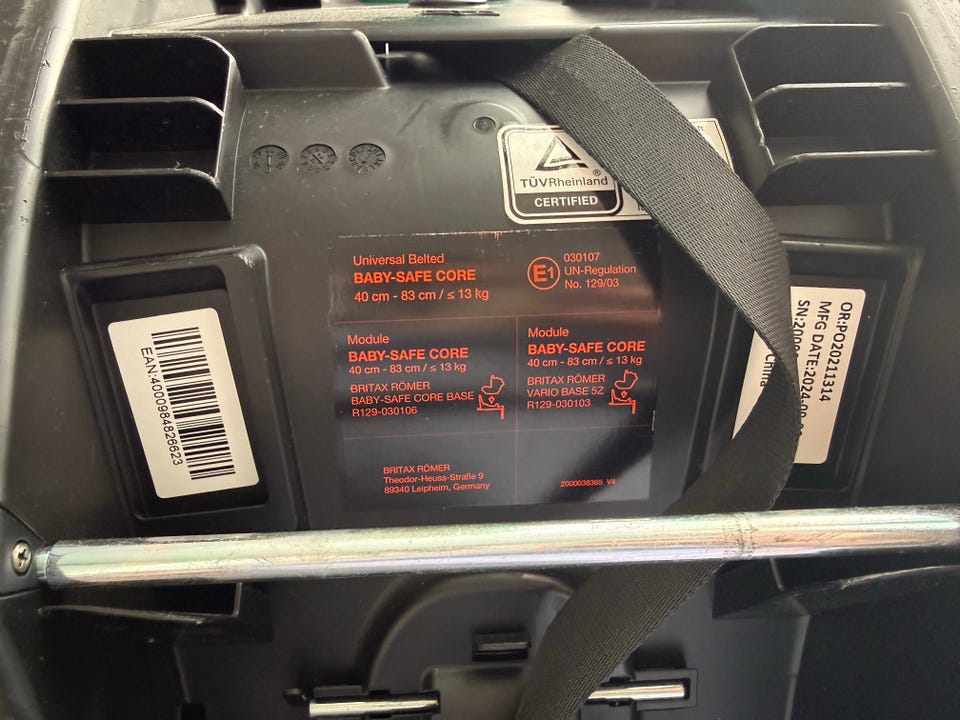 TÜVRheinland®
CERTIFIED
Universal Belted
BABY-SAFE CORE
40 cm - 83 cm / ≤ 13 kg
E1
030107
UN-Regulation
No. 129/03
Module
BABY-SAFE CORE
40 cm - 83 cm / ≤ 13 kg
BRITAX RÖMER
BABY-SAFE CORE BASE
R129-030106
Module
BABY-SAFE CORE
40 cm - 83 cm / ≤ 13 kg
BRITAX RÖMER
VARIO BASE 5Z
R129-030103
BRITAX RÖMER
Theodor-Heuss-Straße 9
89340 Leipheim, Germany
2000038365 V4
EAN:4000984826623
OR:PO20211314
MFG DATE:2024
China